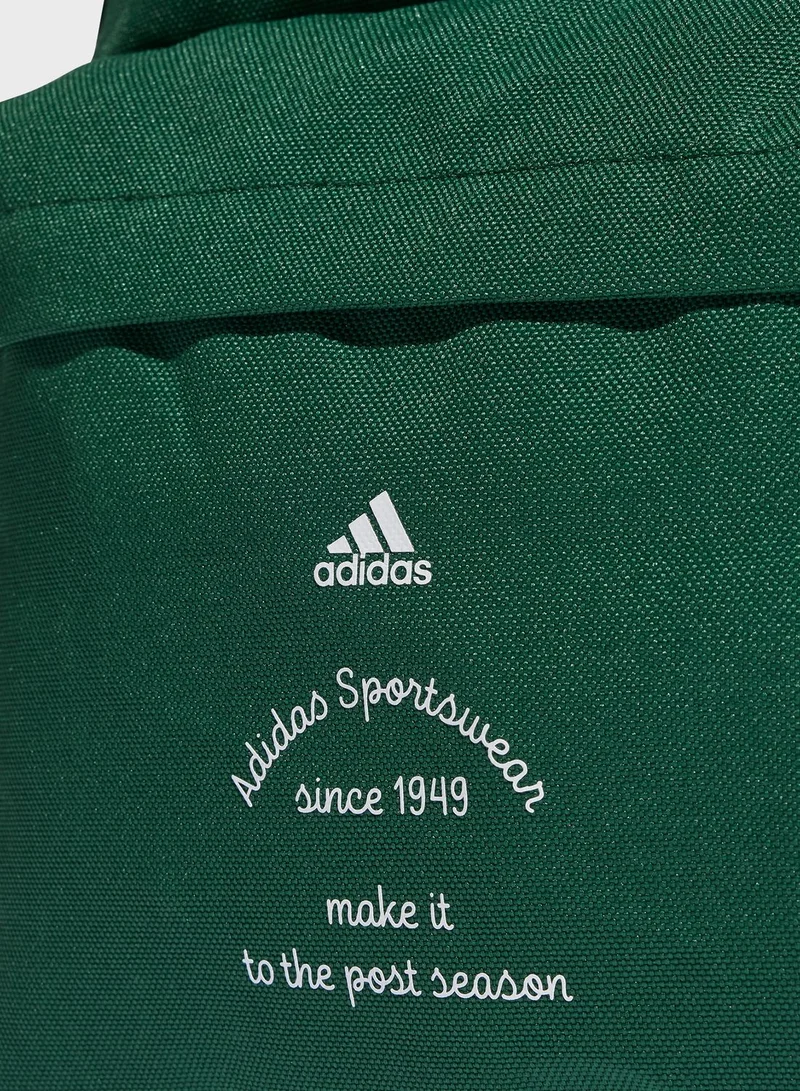 adidas
Adidas Sportswear
since 1949
make it
to the post season